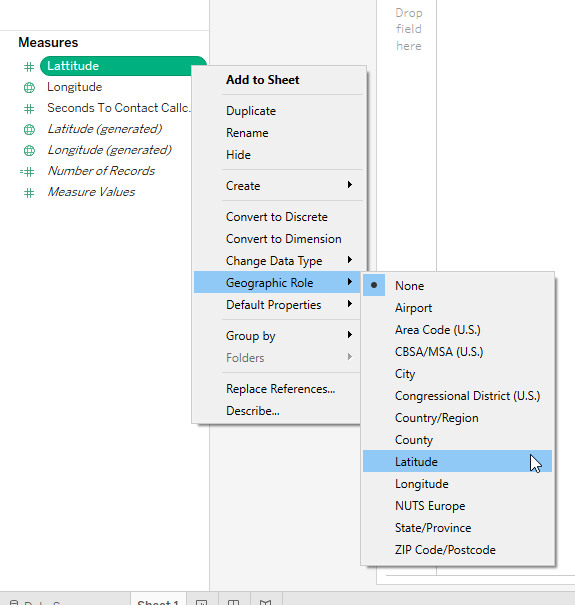 Drop
field
here
Measures
Lattitude
Longitude
Seconds To Contact Callc.
Latitude (generated)
Longitude (generated)
Number of Records
Measure Values
Add to Sheet
Duplicate
Rename
Hide
Create
Convert to Discrete
Convert to Dimension
Change Data Type
Geographic Role
Default Properties
Group by
Folders
Replace References...
Describe...
None
Airport
Area Code (U.S.)
CBSA/MSA (U.S.)
City
Congressional District (U.S.)
Country/Region
County
Latitude
Longitude
NUTS Europe
State/Province
ZIP Code/Postcode
Sheet 1